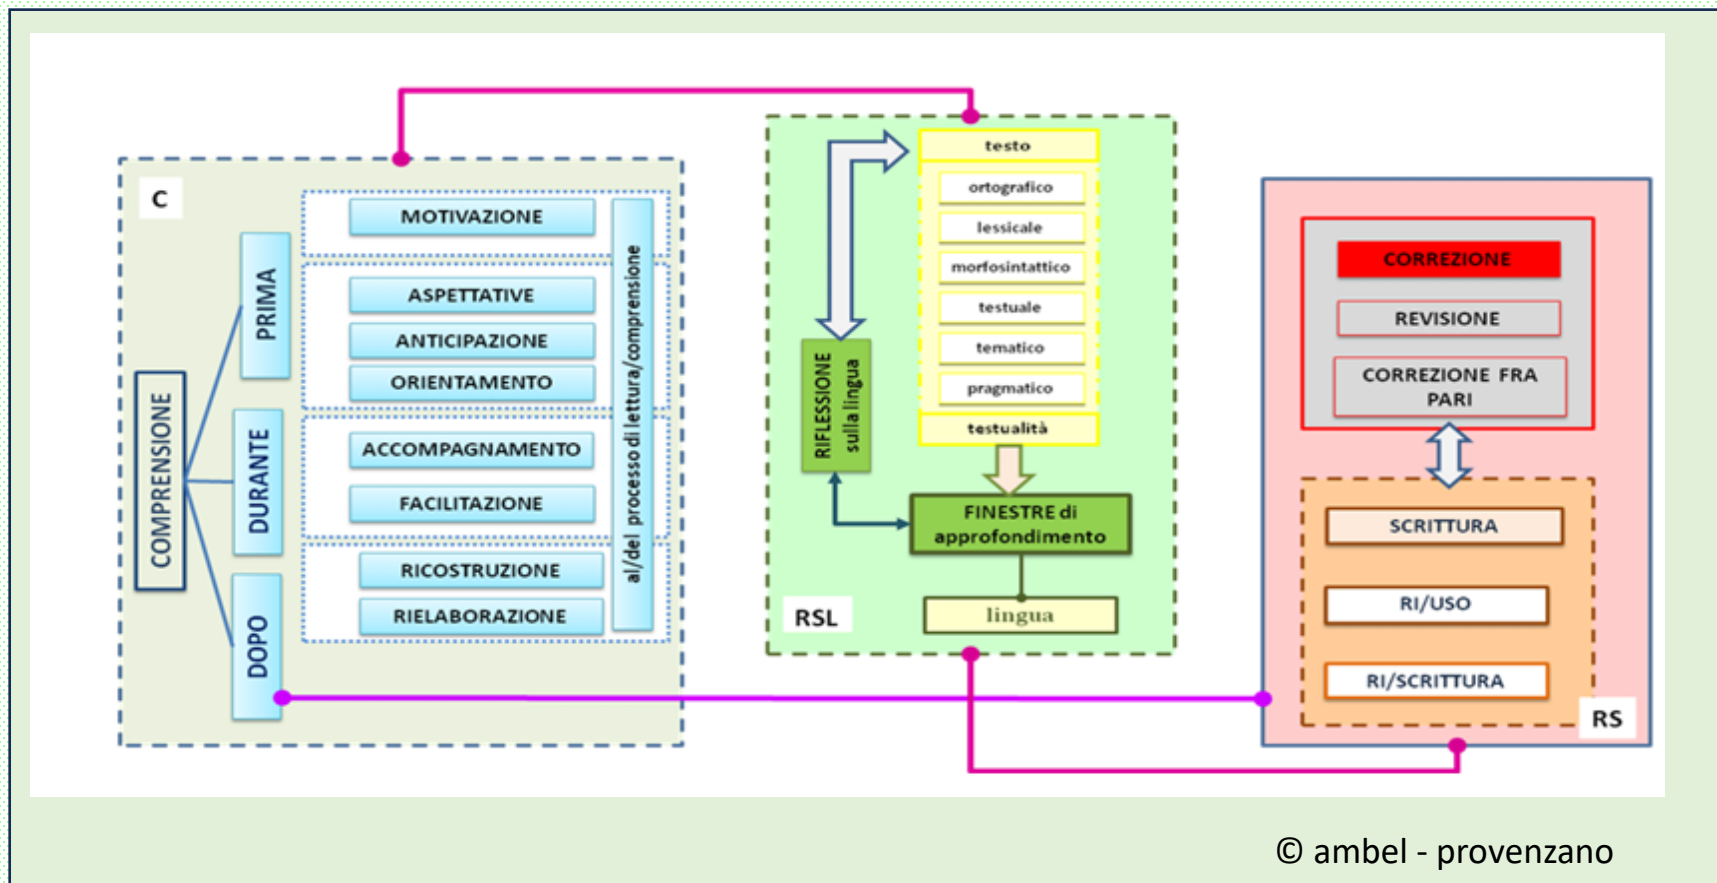 C
COMPRENSIONE
PRIMA
DURANTE
DOPO
MOTIVAZIONE
ASPETTATIVE
ANTICIPAZIONE
ORIENTAMENTO
ACCOMPAGNAMENTO
FACILITAZIONE
RICOSTRUZIONE
RIELABORAZIONE
al/del processo di lettura/comprensione
testo
ortografico
lessicale
morfosintattico
testuale
tematico
pragmatico
testualità
RIFLESSIONE
sulla lingua
FINESTRE di
approfondimento
lingua
RSL
CORREZIONE
REVISIONE
CORREZIONE FRA
PARI
SCRITTURA
RI/USO
RI/SCRITTURA
RS
© ambel - provenzano